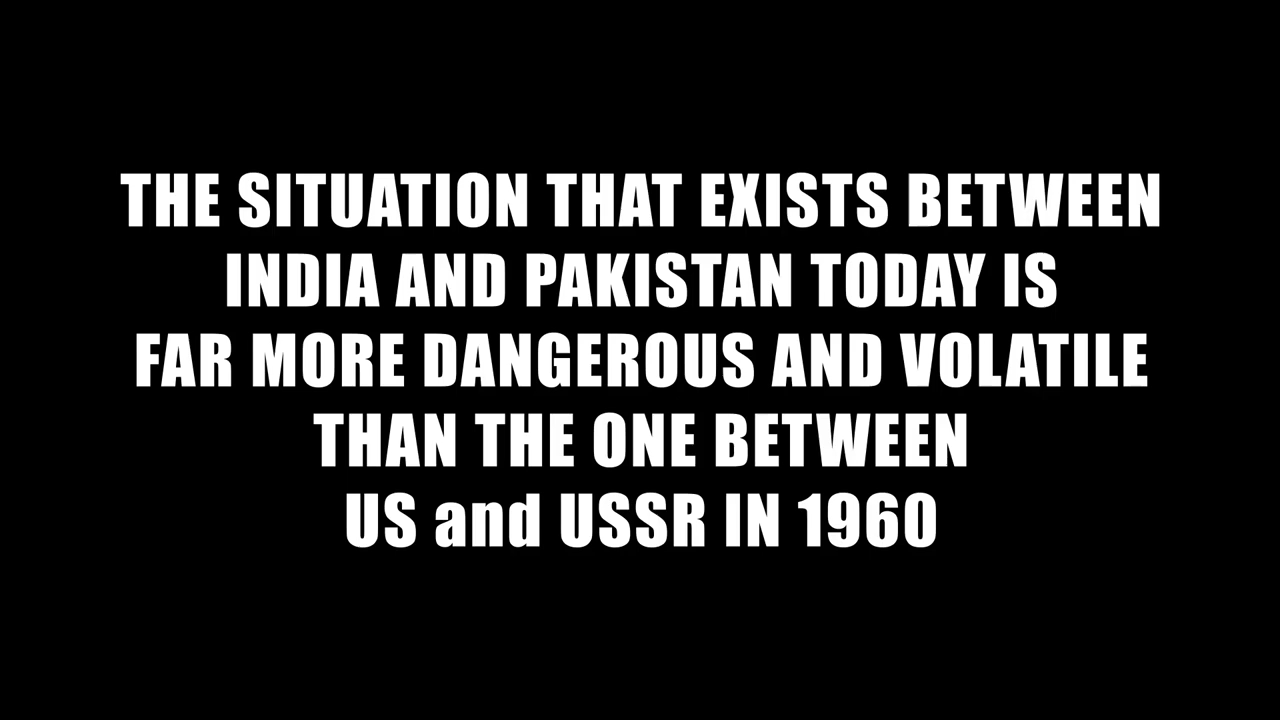 THE SITUATION THAT EXISTS BETWEEN
INDIA AND PAKISTAN TODAY IS
FAR MORE DANGEROUS AND VOLATILE
THAN THE ONE BETWEEN
US and USSR IN 1960